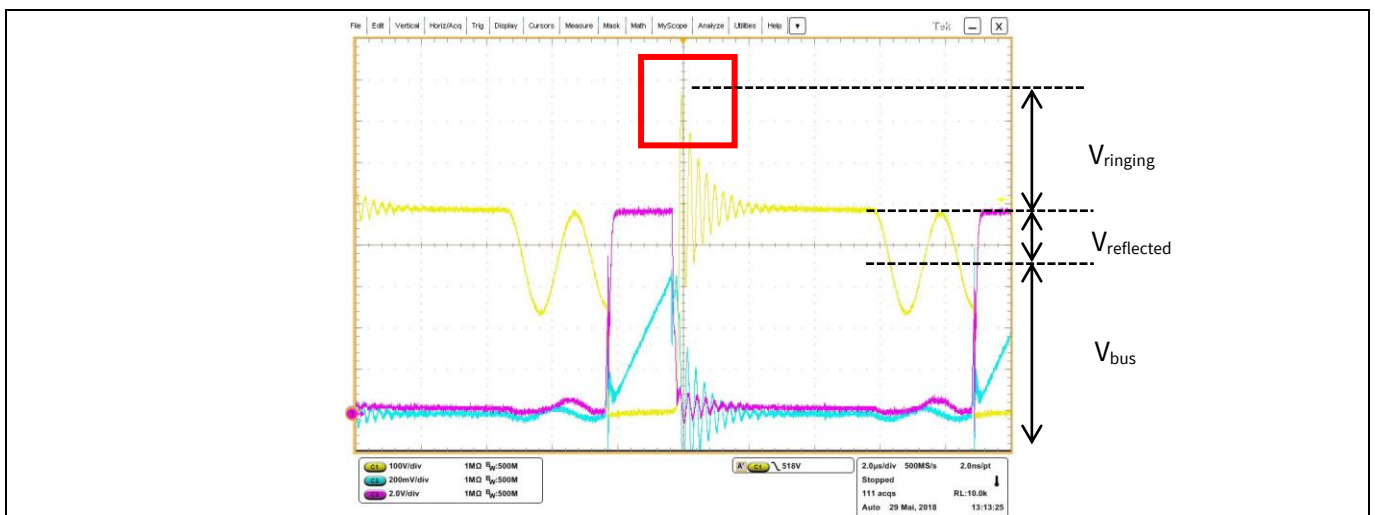 File Edit Vertical Horiz/Acq Trig Display Cursors Measure Mask Math MyScope Analyze Utilities Help Tek X
Vringing
Vreflected
Vbus
C1 100V/div 1MΩ BW:500M
C2 200mV/div 1MΩ BW:500M
C3 2.0V/div 1MΩ BW:500M
A' C1 518V
2.0µs/div 500MS/s 2.0ns/pt
Stopped
111 acqs RL:10.0k
Auto 29 Mai, 2018 13:13:25